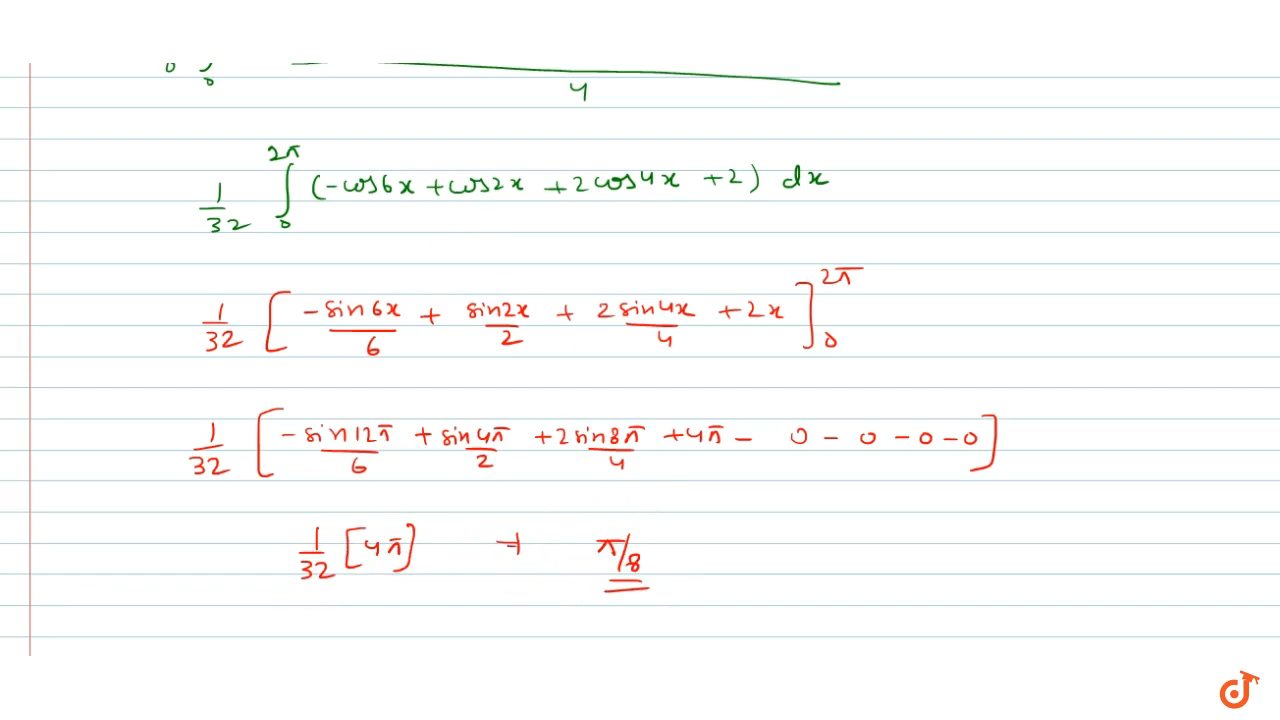 0 ∫0 4
1/32 ∫0^2π (-cos6x + cos2x + 2cos4x + 2) dx
1/32 [-sin6x/6 + sin2x/2 + 2sin4x/4 + 2x]0^2π
1/32 [-sin12π/6 + sin4π/2 + 2sin8π/4 + 4π - 0 - 0 - 0 - 0]
1/32 [4π] → π/8